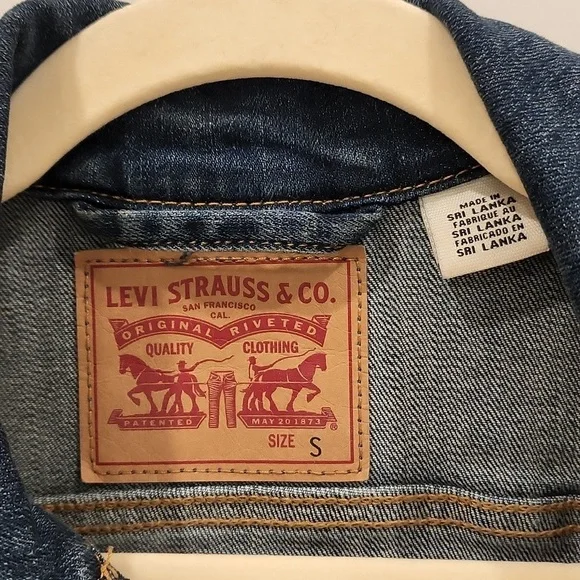 LEVI STRAUSS & CO.
SAN FRANCISCO
CAL.
ORIGINAL RIVETED
QUALITY CLOTHING
PATENTED MAY 20 1873
®
SIZE S
MADE IN
SRI LANKA
FABRIQUE AU
SRI LANKA
FABRICADO EN
SRI LANKA